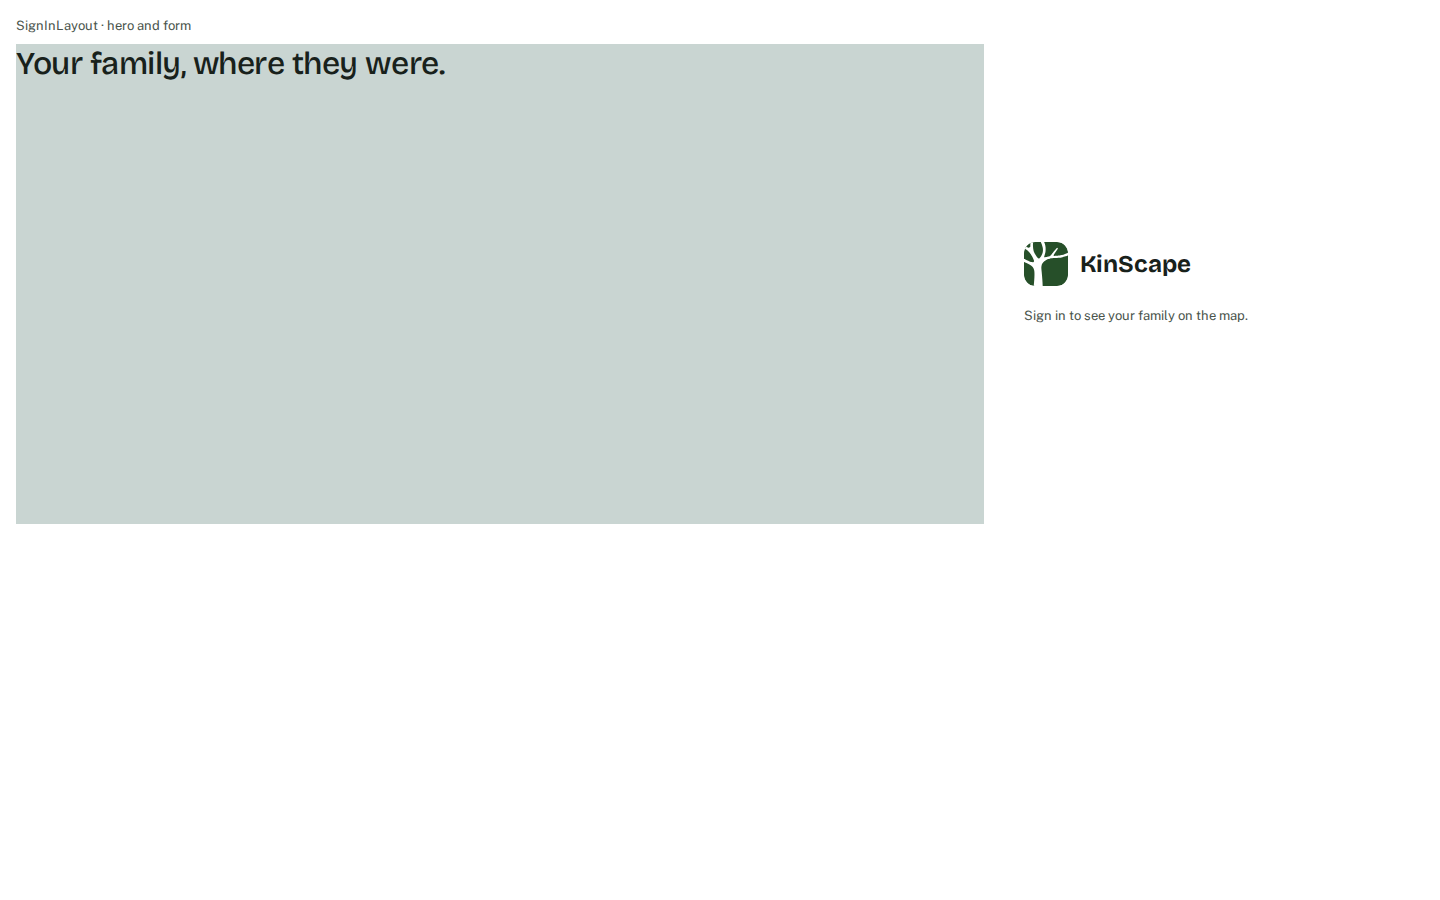 SignInLayout · hero and form
Your family, where they were.
KinScape
Sign in to see your family on the map.